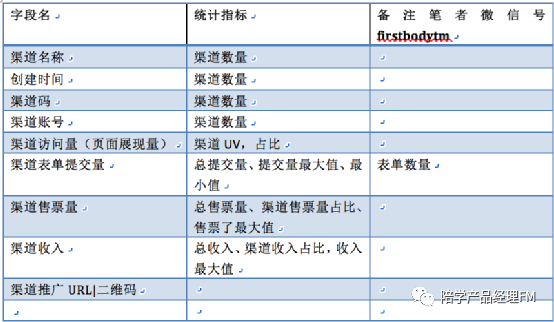 字段名 统计指标 备注笔者微信号
firstbodytm
渠道名称 渠道数量
创建时间 渠道数量
渠道码 渠道数量
渠道账号 渠道数量
渠道访问量（页面展现量） 渠道 UV，占比
渠道表单提交量 总提交量、提交量最大值、最 表单数量
小值
渠道售票量 总售票量、渠道售票量占比、
售票了最大值
渠道收入 总收入、渠道收入占比，收入
最大值
渠道推广 URL|二维码
陪学产品经理FM